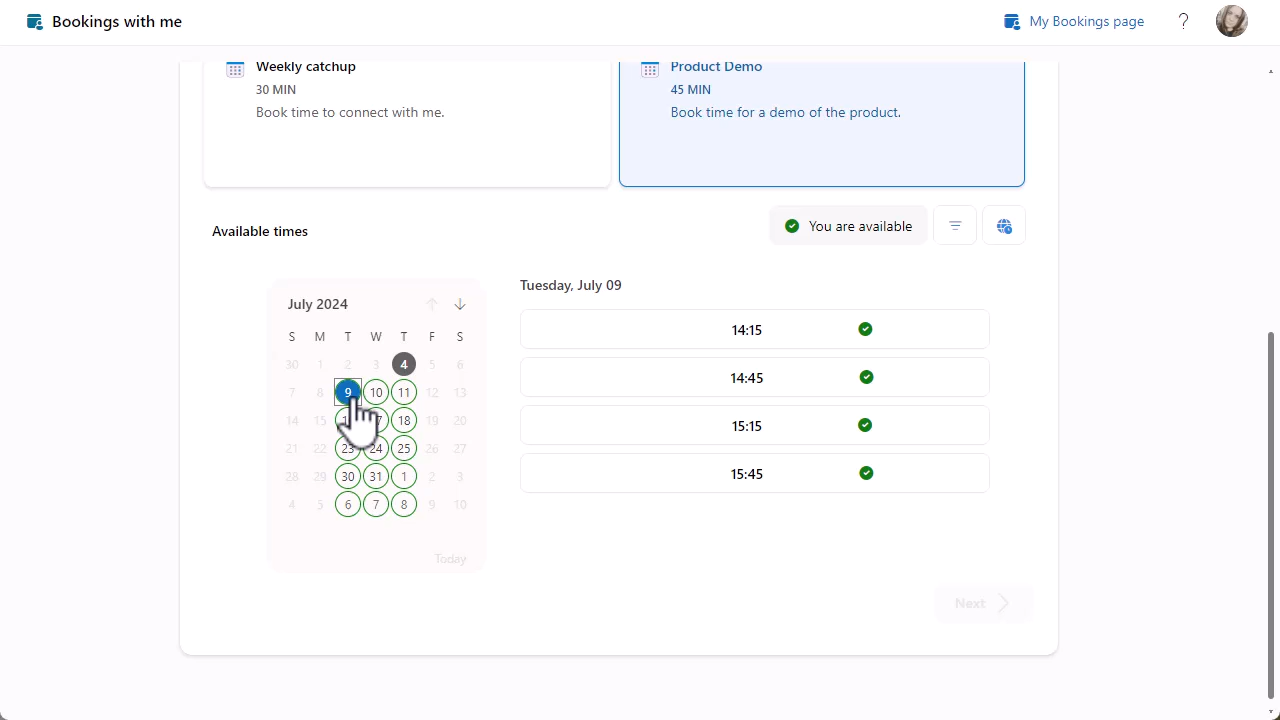 Bookings with me
My Bookings page ?
Weekly catchup
30 MIN
Book time to connect with me.
Product Demo
45 MIN
Book time for a demo of the product.
Available times
You are available
July 2024
S M T W T F S
30 1 2 3 4 5 6
7 8 9 10 11 12 13
14 15 18 19 20
21 22 23 24 25 26 27
28 29 30 31 1 2 3
4 5 6 7 8 9 10
Today
Tuesday, July 09
14:15
14:45
15:15
15:45
Next